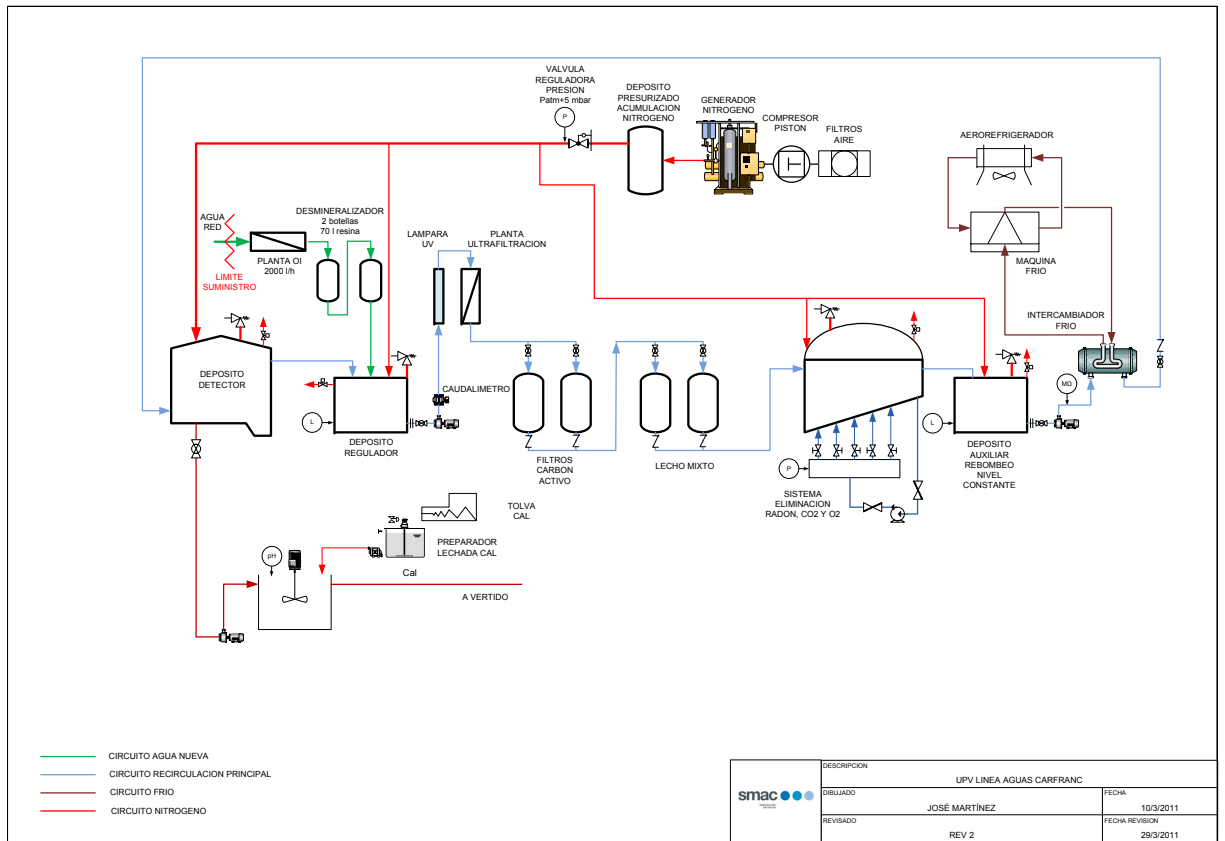 VALVULA
REGULADORA
PRESION
Patm+5 mbar
P
DEPOSITO
PRESURIZADO
ACUMULACION
NITROGENO
GENERADOR
NITROGENO
COMPRESOR
PISTON
FILTROS
AIRE
AEROREFRIGERADOR
MAQUINA
FRIO
INTERCAMBIADOR
FRIO
AGUA
RED
LIMITE
SUMINISTRO
PLANTA OI
2000 l/h
DESMINERALIZADOR
2 botellas
70 l resina
LAMPARA
UV
PLANTA
ULTRAFILTRACION
DEPOSITO
DETECTOR
CAUDALIMETRO
L
DEPOSITO
REGULADOR
FILTROS
CARBON
ACTIVO
LECHO MIXTO
P
SISTEMA
ELIMINACION
RADON, CO2 Y O2
L
MΩ
DEPOSITO
AUXILIAR
REBOMBEO
NIVEL
CONSTANTE
TOLVA
CAL
PREPARADOR
LECHADA CAL
pH
Cal
A VERTIDO
CIRCUITO AGUA NUEVA
CIRCUITO RECIRCULACION PRINCIPAL
CIRCUITO FRIO
CIRCUITO NITROGENO
smac
DESCRIPCION
UPV LINEA AGUAS CARFRANC
DIBUJADO
JOSÉ MARTÍNEZ
FECHA
10/3/2011
REVISADO
REV 2
FECHA REVISION
29/3/2011